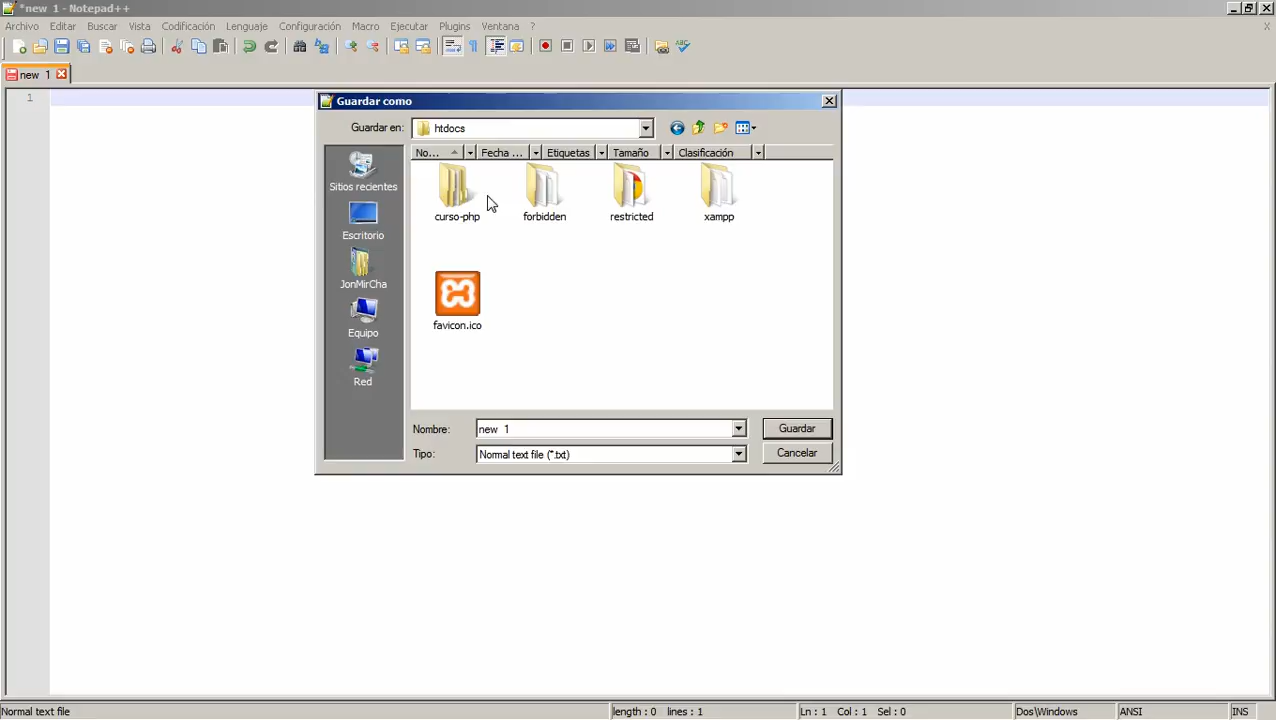 *new 1 - Notepad++
Archivo Editar Buscar Vista Codificación Lenguaje Configuración Macro Ejecutar Plugins Ventana ? X
new 1
1
Guardar como
Guardar en: htdocs
No... Fecha ... Etiquetas Tamaño Clasificación
Sitios recientes
Escritorio
JonMirCha
Equipo
Red
curso-php forbidden restricted xampp
favicon.ico
Nombre: new 1 Guardar
Tipo: Normal text file (*.txt) Cancelar
Normal text file length : 0 lines : 1 Ln : 1 Col : 1 Sel : 0 Dos\Windows ANSI INS